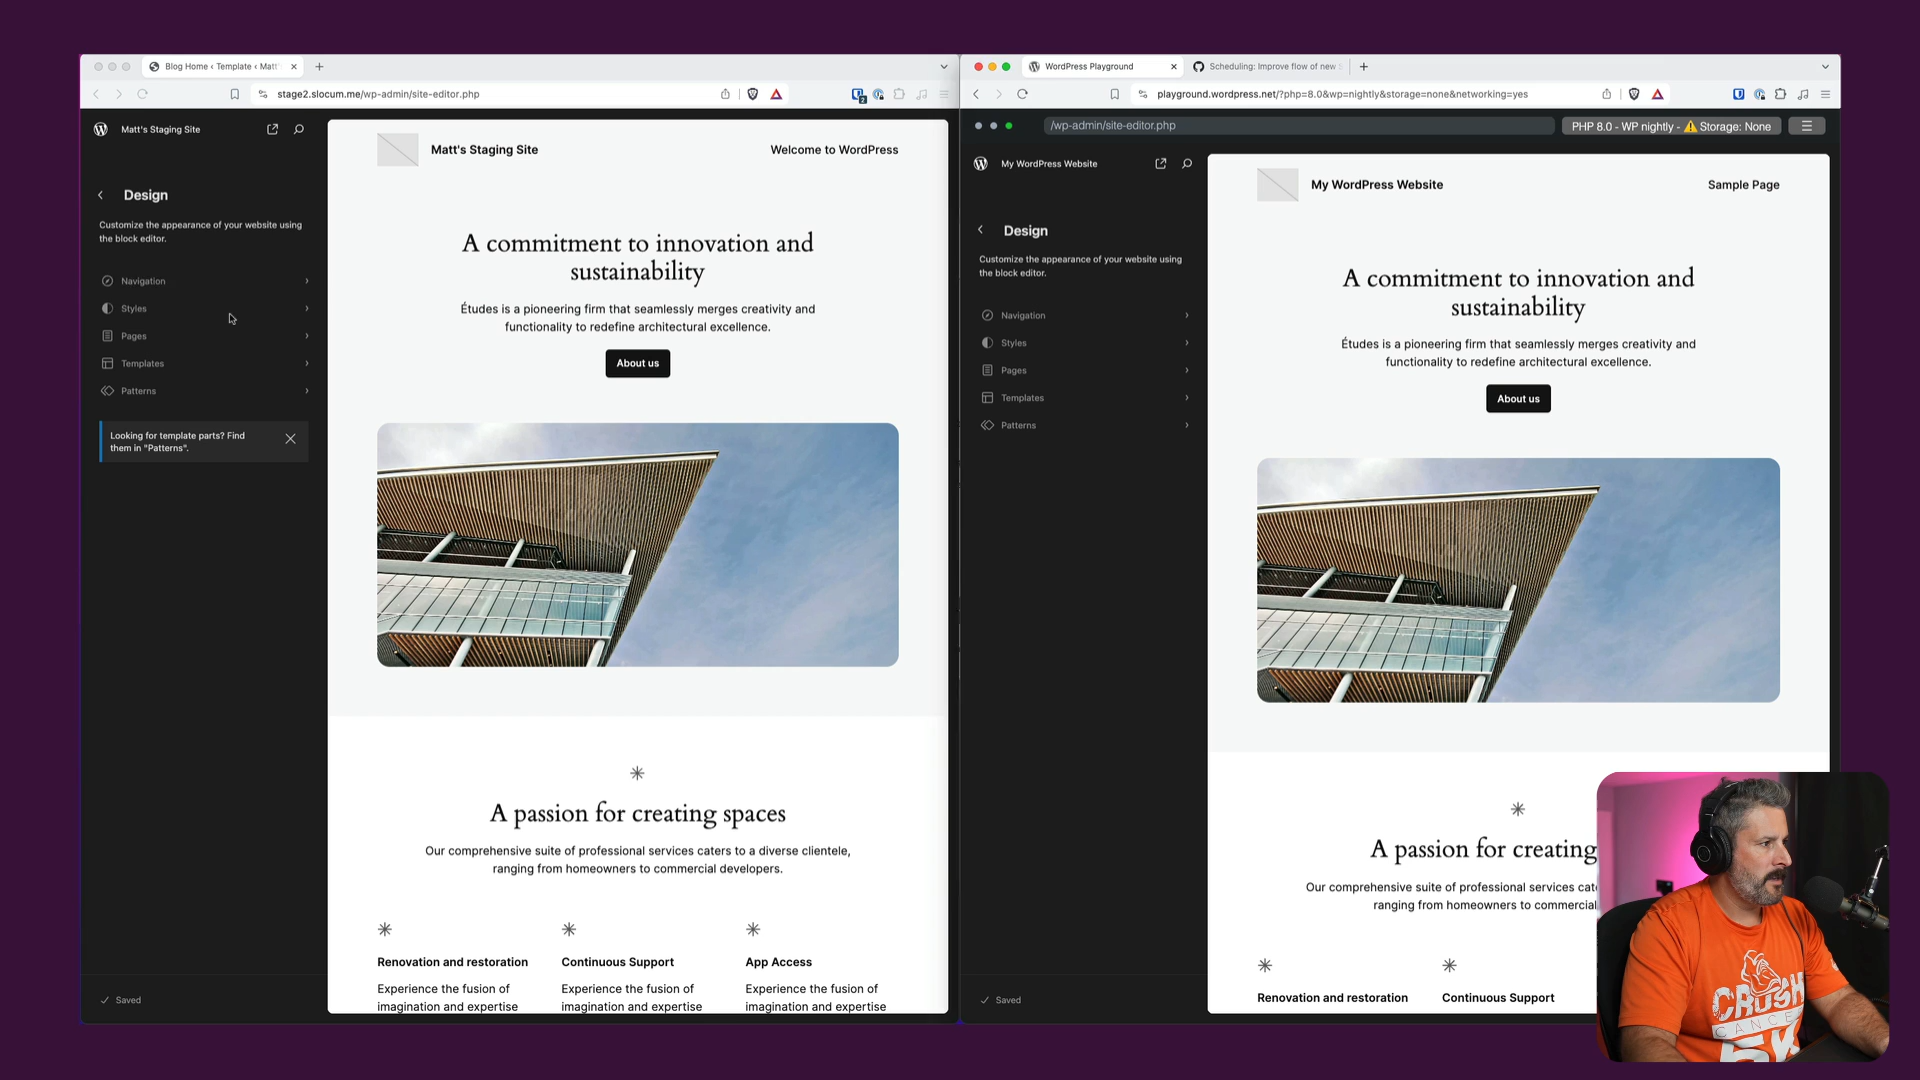 Blog Home ‹ Template ‹ Matt
stage2.slocum.me/wp-admin/site-editor.php
2
Matt's Staging Site
Design
Customize the appearance of your website using
the block editor.
Navigation
Styles
Pages
Templates
Patterns
Looking for template parts? Find
them in "Patterns".
Saved
Matt's Staging Site
Welcome to WordPress
A commitment to innovation and
sustainability
Études is a pioneering firm that seamlessly merges creativity and
functionality to redefine architectural excellence.
About us
A passion for creating spaces
Our comprehensive suite of professional services caters to a diverse clientele,
ranging from homeowners to commercial developers.
Renovation and restoration
Experience the fusion of
imagination and expertise
Continuous Support
Experience the fusion of
imagination and expertise
App Access
Experience the fusion of
imagination and expertise
WordPress Playground
Scheduling: Improve flow of new
playground.wordpress.net/?php=8.0&wp=nightly&storage=none&networking=yes
/wp-admin/site-editor.php
PHP 8.0 - WP nightly - ⚠️ Storage: None
My WordPress Website
Design
Customize the appearance of your website using
the block editor.
Navigation
Styles
Pages
Templates
Patterns
Saved
My WordPress Website
Sample Page
A commitment to innovation and
sustainability
Études is a pioneering firm that seamlessly merges creativity and
functionality to redefine architectural excellence.
About us
A passion for creating
Our comprehensive suite of professional services cat
ranging from homeowners to commercial
Renovation and restoration
Continuous Support
CRUSH
CANCE
5K